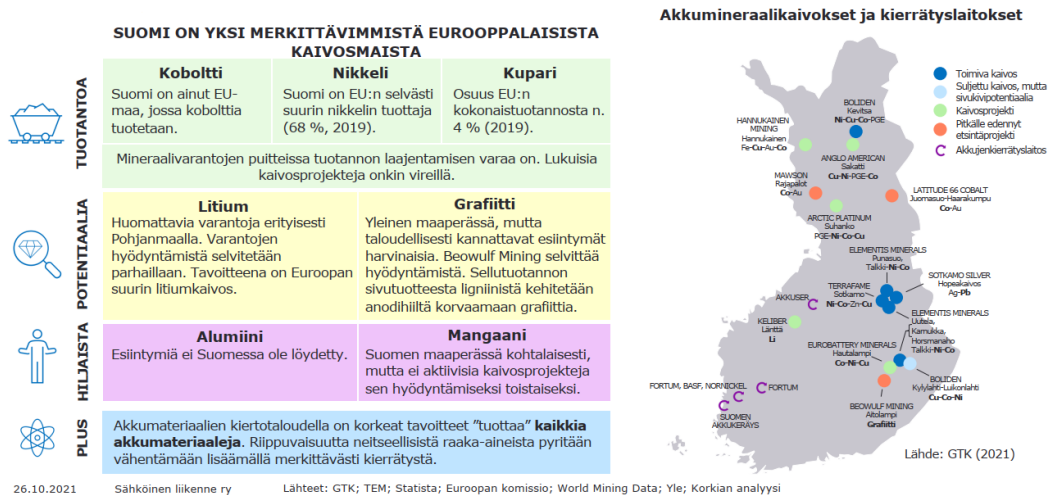 SUOMI ON YKSI MERKITTÄVIMMISTÄ EUROOPPALAISISTA
KAIVOSMAISTA
TUOTANTOA
Koboltti
Suomi on ainut EU-
maa, jossa kobolttia
tuotetaan.
Nikkeli
Suomi on EU:n selvästi
suurin nikkelin tuottaja
(68 %, 2019).
Kupari
Osuus EU:n
kokonaistuotannosta n.
4 % (2019).
Mineraalivarantojen puitteissa tuotannon laajentamisen varaa on. Lukuisia
kaivosprojekteja onkin vireillä.
POTENTIAALIA
Litium
Huomattavia varantoja erityisesti
Pohjanmaalla. Varantojen
hyödyntämistä selvitetään
parhaillaan. Tavoitteena on Euroopan
suurin litiumkaivos.
Grafiitti
Yleinen maaperässä, mutta
taloudellisesti kannattavat esiintymät
harvinaisia. Beowulf Mining selvittää
hyödyntämistä. Sellutuotannon
sivutuotteesta ligniinistä kehitetään
anodihiiltä korvaamaan grafiittia.
HILJAISTA
Alumiini
Esiintymiä ei Suomessa ole löydetty.
Mangaani
Suomen maaperässä kohtalaisesti,
mutta ei aktiivisia kaivosprojekteja
sen hyödyntämiseksi toistaiseksi.
PLUS
Akkumateriaalien kiertotaloudella on korkeat tavoitteet ”tuottaa” kaikkia
akkumateriaaleja. Riippuvaisuutta neitseellisistä raaka-aineista pyritään
vähentämään lisäämällä merkittävästi kierrätystä.
Akkumineraalikaivokset ja kierrätyslaitokset
Toimiva kaivos
Suljettu kaivos, mutta
sivukivipotentiaalia
Kaivosprojekti
Pitkälle edennyt
etsintäprojekti
Akkujenkierrätyslaitos
BOLIDEN
Kevitsa
Ni-Cu-Co-PGE
HANNUKAINEN
MINING
Hannukainen
Fe-Cu-Au-Co
ANGLO AMERICAN
Sakatti
Cu-Ni-PGE-Co
MAWSON
Rajapalot
Co-Au
LATITUDE 66 COBALT
Juomasuo-Haarakumpu
Co-Au
ARCTIC PLATINUM
Suhanko
PGE-Ni-Co-Cu
ELEMENTIS MINERALS
Punasuo,
Talkki-Ni-Co
SOTKAMO SILVER
Hopeakaivos
Ag-Pb
TERRAFAME
Sotkamo
Ni-Co-Zn-Cu
AKKUSER
KELIBER
Länttä
Li
ELEMENTIS MINERALS
Uutela,
Karnukka,
Horsmanaho
Talkki-Ni-Co
EUROBATTERY MINERALS
Hautalampi
Co-Ni-Cu
BOLIDEN
Kylylahti-Luikonlahti
Cu-Co-Ni
FORTUM, BASF, NORNICKEL
FORTUM
SUOMEN
AKKUKERÄYS
BEOWULF MINING
Aitolampi
Grafiitti
Lähde: GTK (2021)
26.10.2021
Sähköinen liikenne ry
Lähteet: GTK; TEM; Statista; Euroopan komissio; World Mining Data; Yle; Korkian analyysi